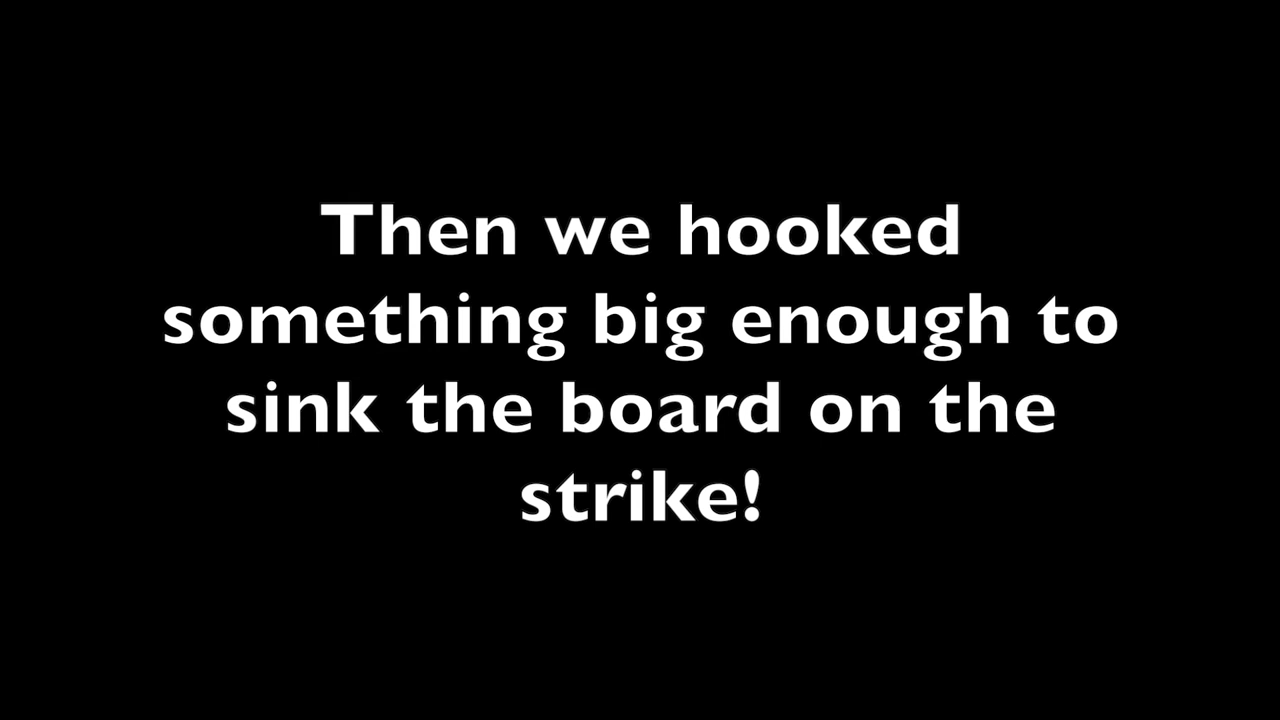 Then we hooked
something big enough to
sink the board on the
strike!